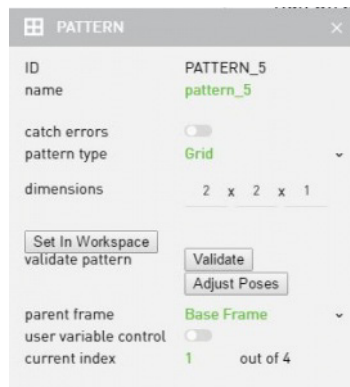 PATTERN ×
ID PATTERN_5
name pattern_5
catch errors
pattern type Grid
dimensions 2 x 2 x 1
Set In Workspace
validate pattern Validate
Adjust Poses
parent frame Base Frame
user variable control
current index 1 out of 4